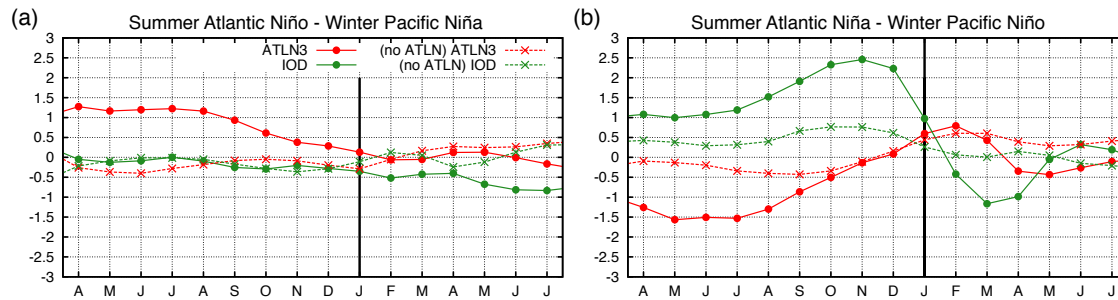 (a)
Summer Atlantic Niño - Winter Pacific Niña
ATLN3
IOD
(no ATLN) ATLN3
(no ATLN) IOD
3
2.5
2
1.5
1
0.5
0
-0.5
-1
-1.5
-2
-2.5
-3
A M J J A S O N D J F M A M J J
(b)
Summer Atlantic Niña - Winter Pacific Niño
3
2.5
2
1.5
1
0.5
0
-0.5
-1
-1.5
-2
-2.5
-3
A M J J A S O N D J F M A M J J